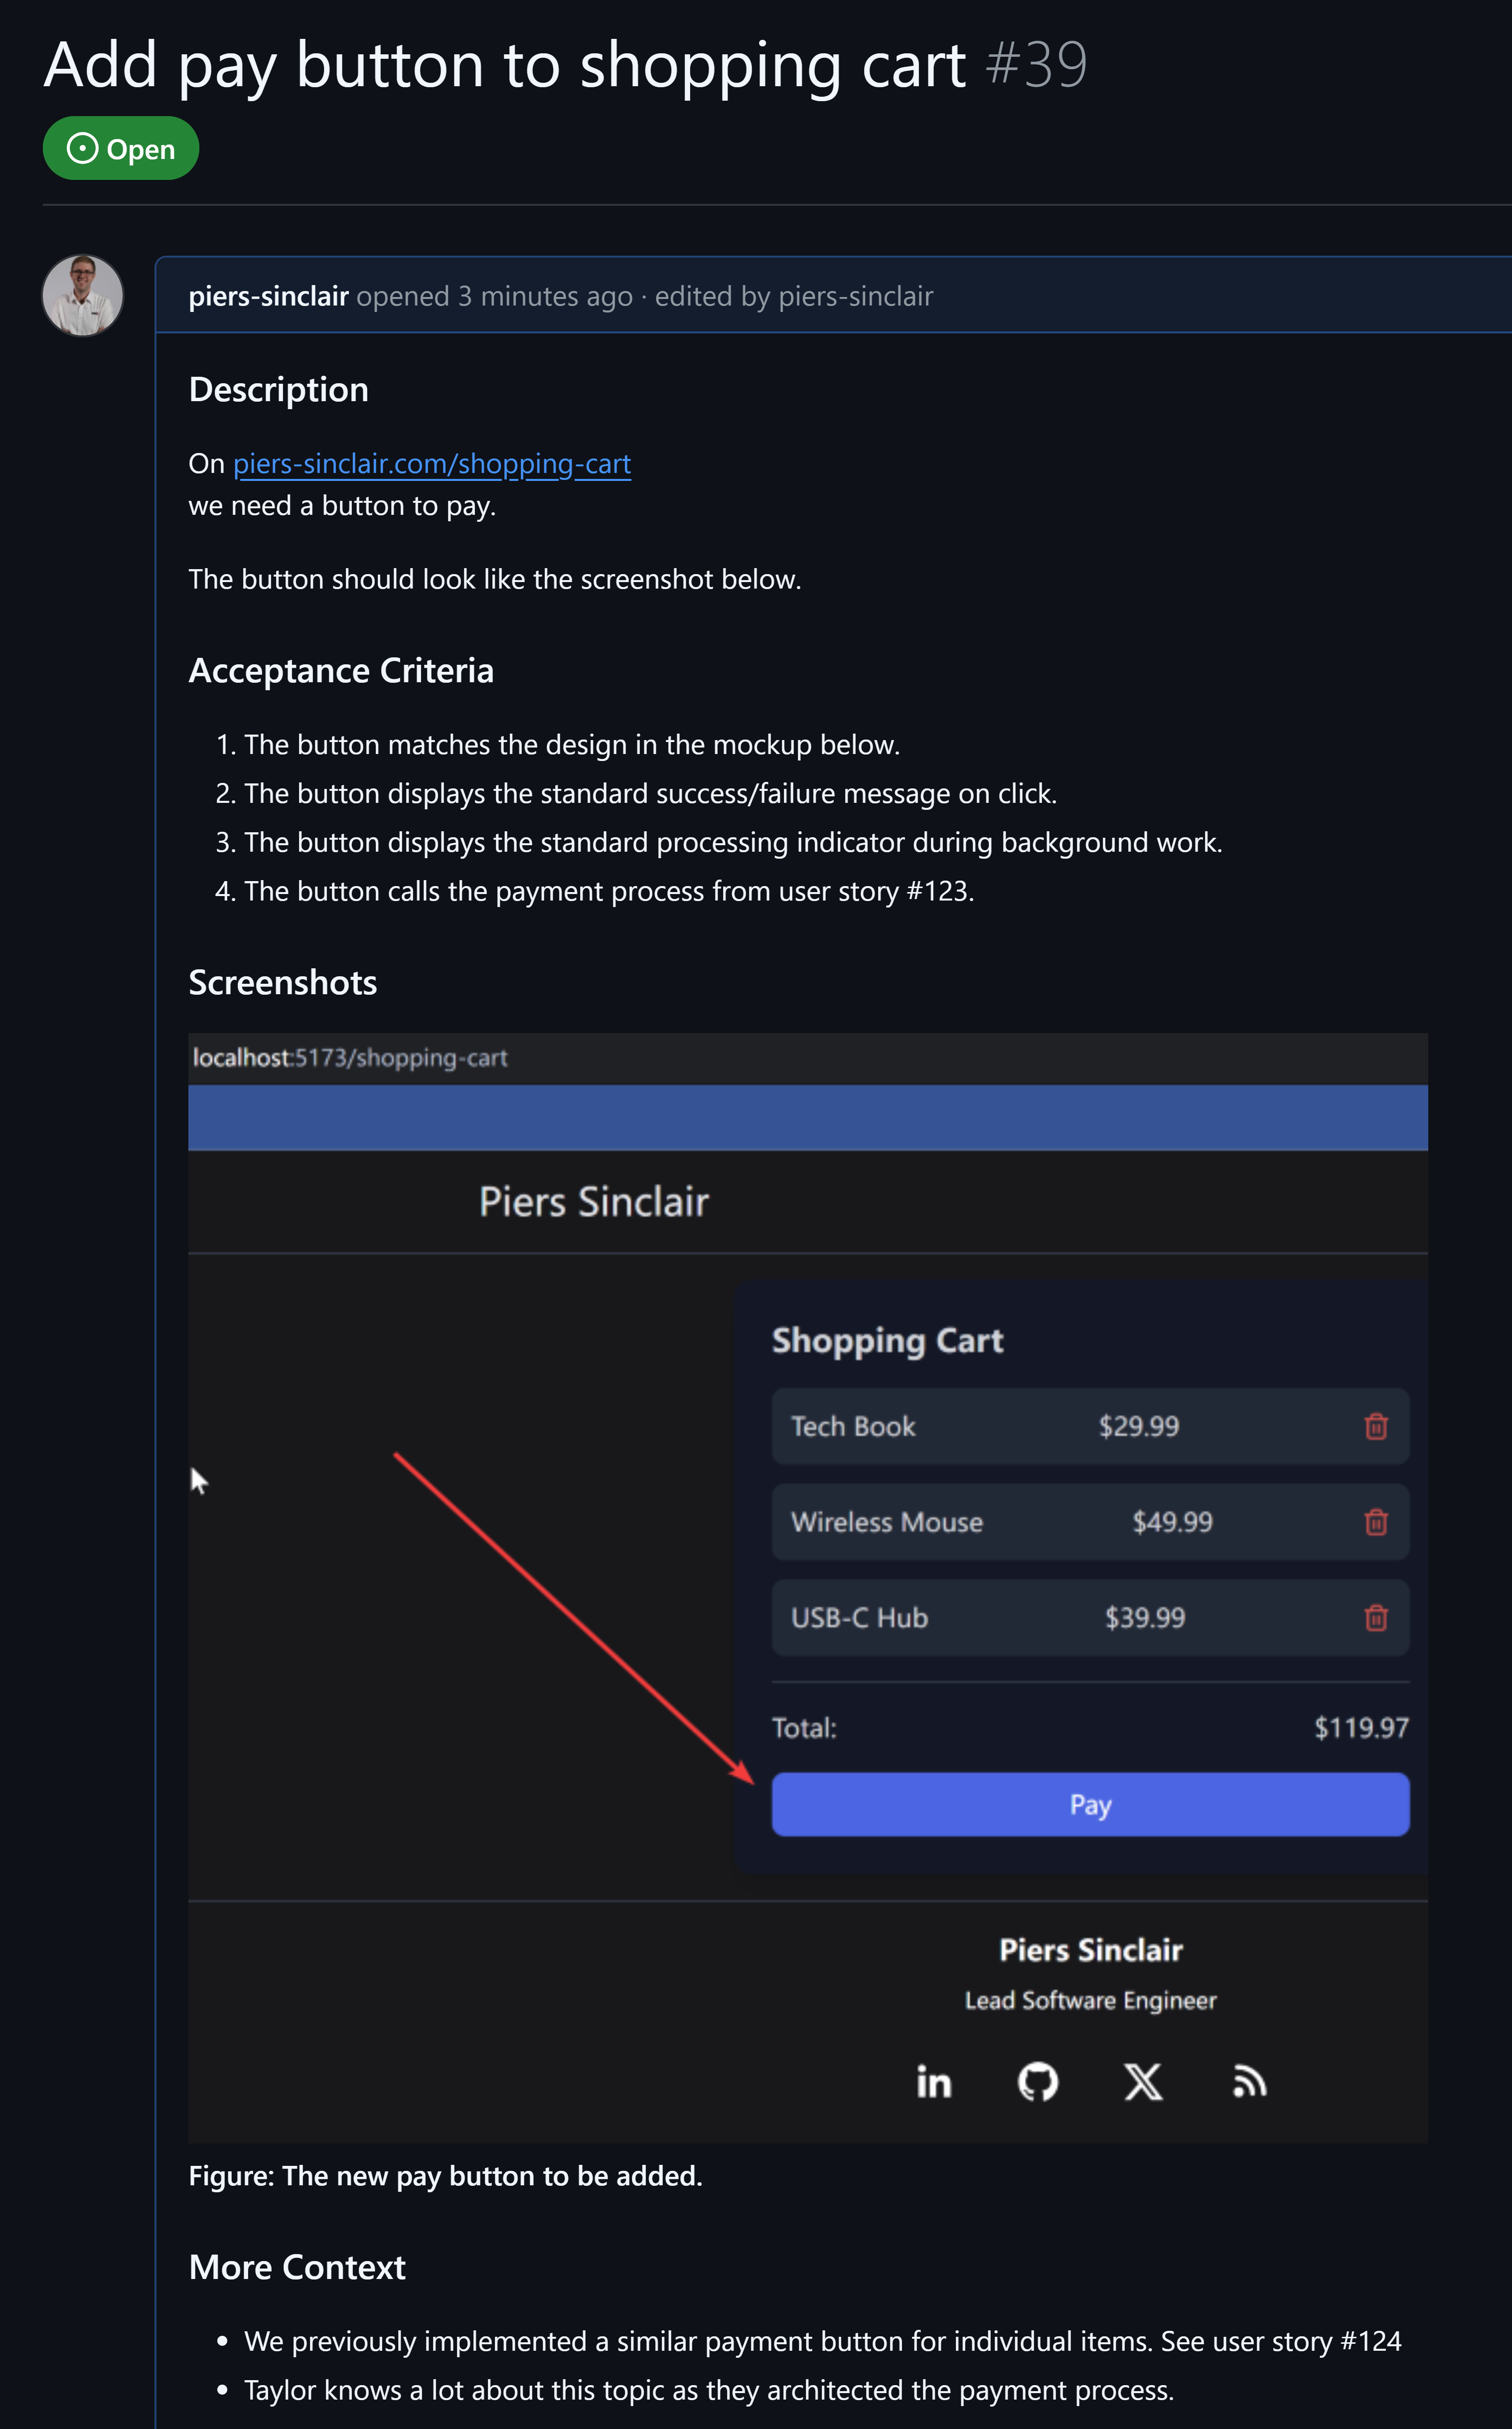 Add pay button to shopping cart #39
Open
piers-sinclair opened 3 minutes ago · edited by piers-sinclair
Description
On piers-sinclair.com/shopping-cart
we need a button to pay.
The button should look like the screenshot below.
Acceptance Criteria
1. The button matches the design in the mockup below.
2. The button displays the standard success/failure message on click.
3. The button displays the standard processing indicator during background work.
4. The button calls the payment process from user story #123.
Screenshots
localhost:5173/shopping-cart
Piers Sinclair
Shopping Cart
Tech Book $29.99
Wireless Mouse $49.99
USB-C Hub $39.99
Total: $119.97
Pay
Piers Sinclair
Lead Software Engineer
in X
Figure: The new pay button to be added.
More Context
• We previously implemented a similar payment button for individual items. See user story #124
• Taylor knows a lot about this topic as they architected the payment process.